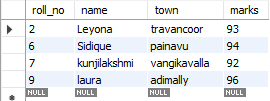 roll_no name town marks
2 Leyona travancoor 93
6 Sidique painavu 94
7 kunjilakshmi vangikavalla 92
9 laura adimally 96
NULL NULL NULL NULL